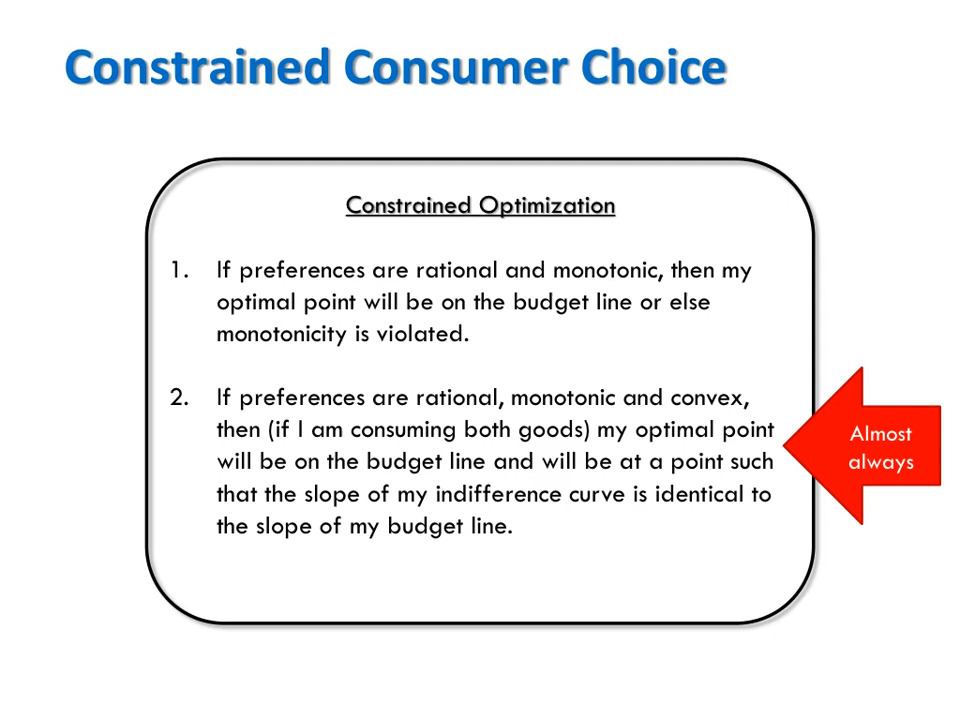 Constrained Consumer Choice
Constrained Optimization
1. If preferences are rational and monotonic, then my
optimal point will be on the budget line or else
monotonicity is violated.
2. If preferences are rational, monotonic and convex,
then (if I am consuming both goods) my optimal point
will be on the budget line and will be at a point such
that the slope of my indifference curve is identical to
the slope of my budget line.
Almost
always